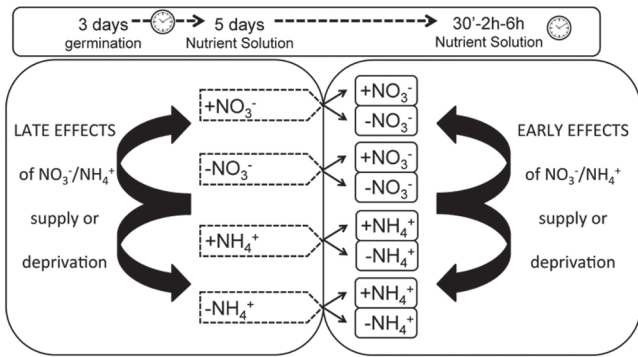 3 days
germination
5 days
Nutrient Solution
30'-2h-6h
Nutrient Solution
LATE EFFECTS
of NO₃⁻/NH₄⁺
supply or
deprivation
+NO₃⁻
-NO₃⁻
+NH₄⁺
-NH₄⁺
+NO₃⁻
-NO₃⁻
+NO₃⁻
-NO₃⁻
+NH₄⁺
-NH₄⁺
+NH₄⁺
-NH₄⁺
EARLY EFFECTS
of NO₃⁻/NH₄⁺
supply or
deprivation